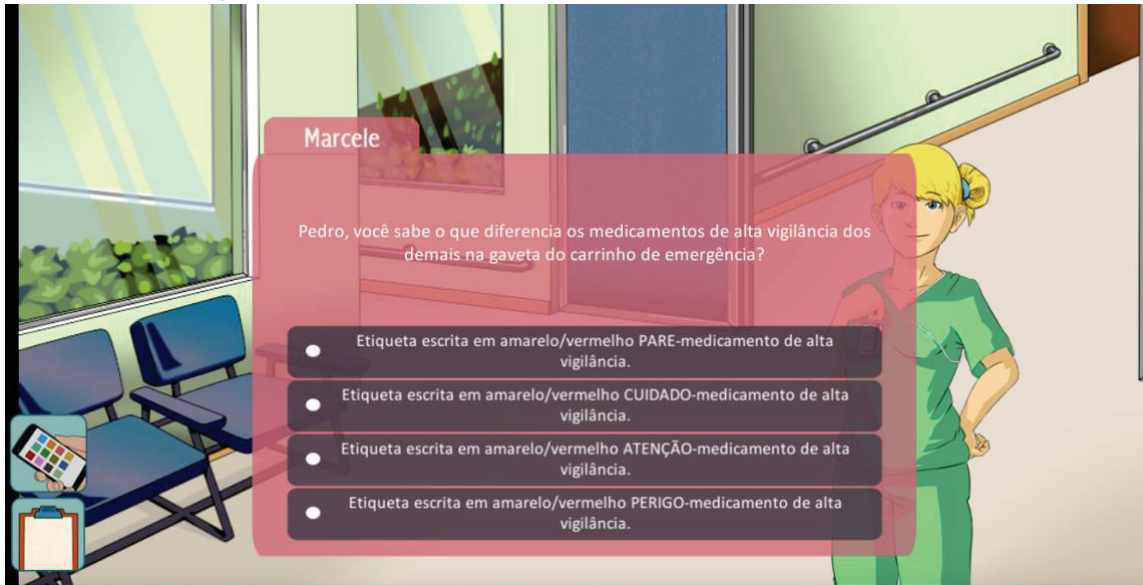 Marcele
Pedro, você sabe o que diferencia os medicamentos de alta vigilância dos
demais na gaveta do carrinho de emergência?
Etiqueta escrita em amarelo/vermelho PARE-medicamento de alta
vigilância.
Etiqueta escrita em amarelo/vermelho CUIDADO-medicamento de alta
vigilância.
Etiqueta escrita em amarelo/vermelho ATENÇÃO-medicamento de alta
vigilância.
Etiqueta escrita em amarelo/vermelho PERIGO-medicamento de alta
vigilância.